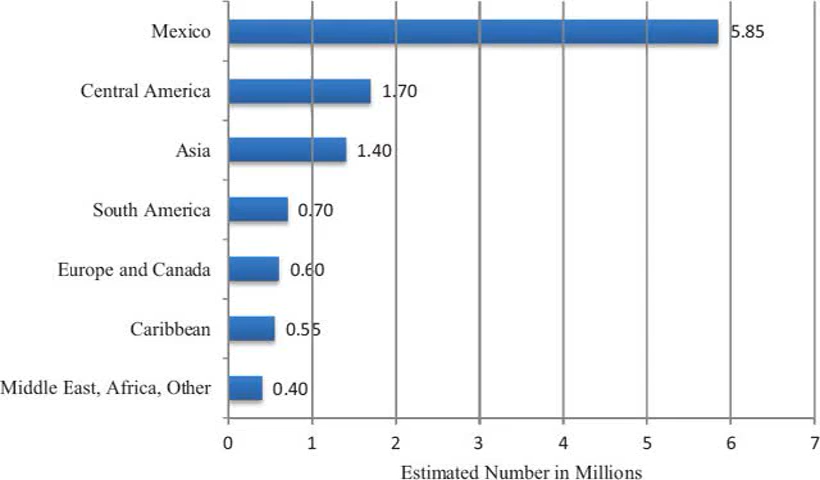 Mexico 5.85
Central America 1.70
Asia 1.40
South America 0.70
Europe and Canada 0.60
Caribbean 0.55
Middle East, Africa, Other 0.40
0 1 2 3 4 5 6 7
Estimated Number in Millions